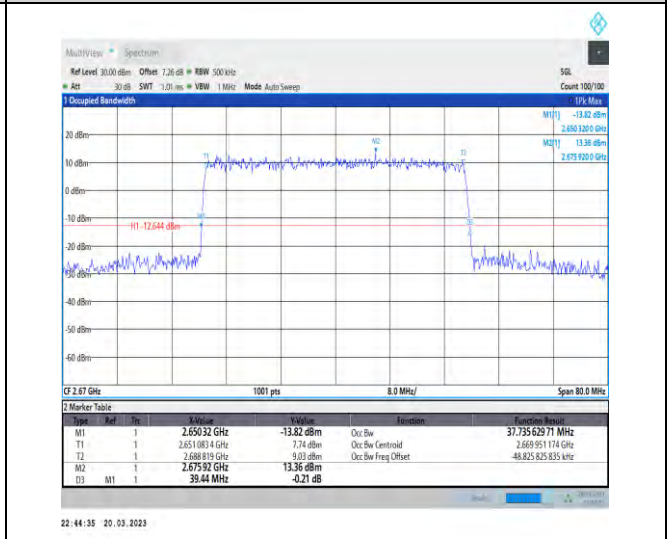 MultiView Spectrum
Ref Level 30.00 dBm Offset 7.26 dB RBW 500 kHz SGL
Att 30 dB SWT 1.01 ms VBW 1 MHz Mode Auto Sweep Count 100/100
1 Occupied Bandwidth 1Pk Max
M1[1] -13.82 dBm
2.650 3200 GHz
M2[1] 13.36 dBm
2.675 9200 GHz
20 dBm
M2
T1
T2
10 dBm
0 dBm
-10 dBm
M1
H1 -12.644 dBm
D3
-20 dBm
-30 dBm
-40 dBm
-50 dBm
-60 dBm
CF 2.67 GHz 1001 pts 8.0 MHz/ Span 80.0 MHz
2 Marker Table
Type Ref Trc X-Value Y-Value Function Function Result
M1 1 2.65032 GHz -13.82 dBm Occ Bw 37.735 629 71 MHz
T1 1 2.651 083 4 GHz 7.74 dBm Occ Bw Centroid 2.669 951 174 GHz
T2 1 2.688 819 GHz 9.03 dBm Occ Bw Freq Offset -48.825 825 835 kHz
M2 1 2.675 92 GHz 13.36 dBm
D3 M1 1 39.44 MHz -0.21 dB
22:44:35 20.03.2023